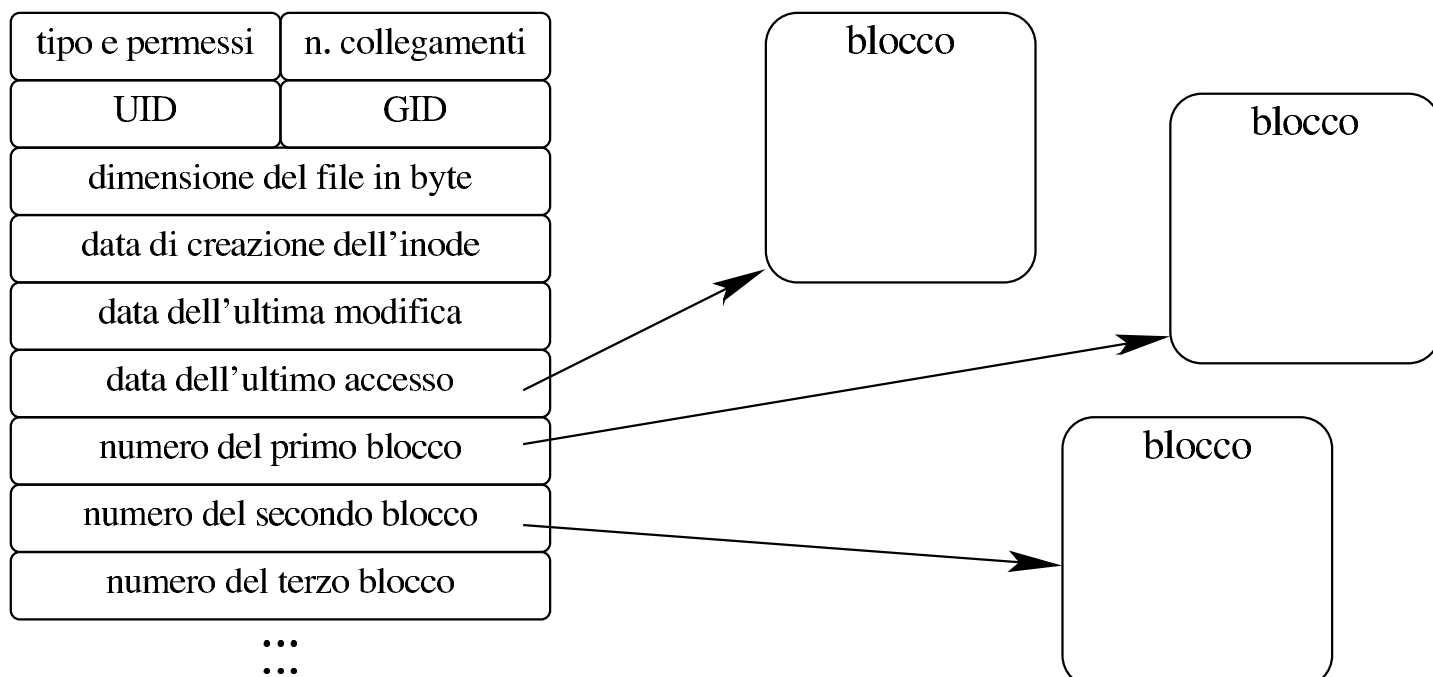 tipo e permessi n. collegamenti
UID GID
dimensione del file in byte
data di creazione dell'inode
data dell'ultima modifica
data dell'ultimo accesso
numero del primo blocco
numero del secondo blocco
numero del terzo blocco
...
...
blocco
blocco
blocco